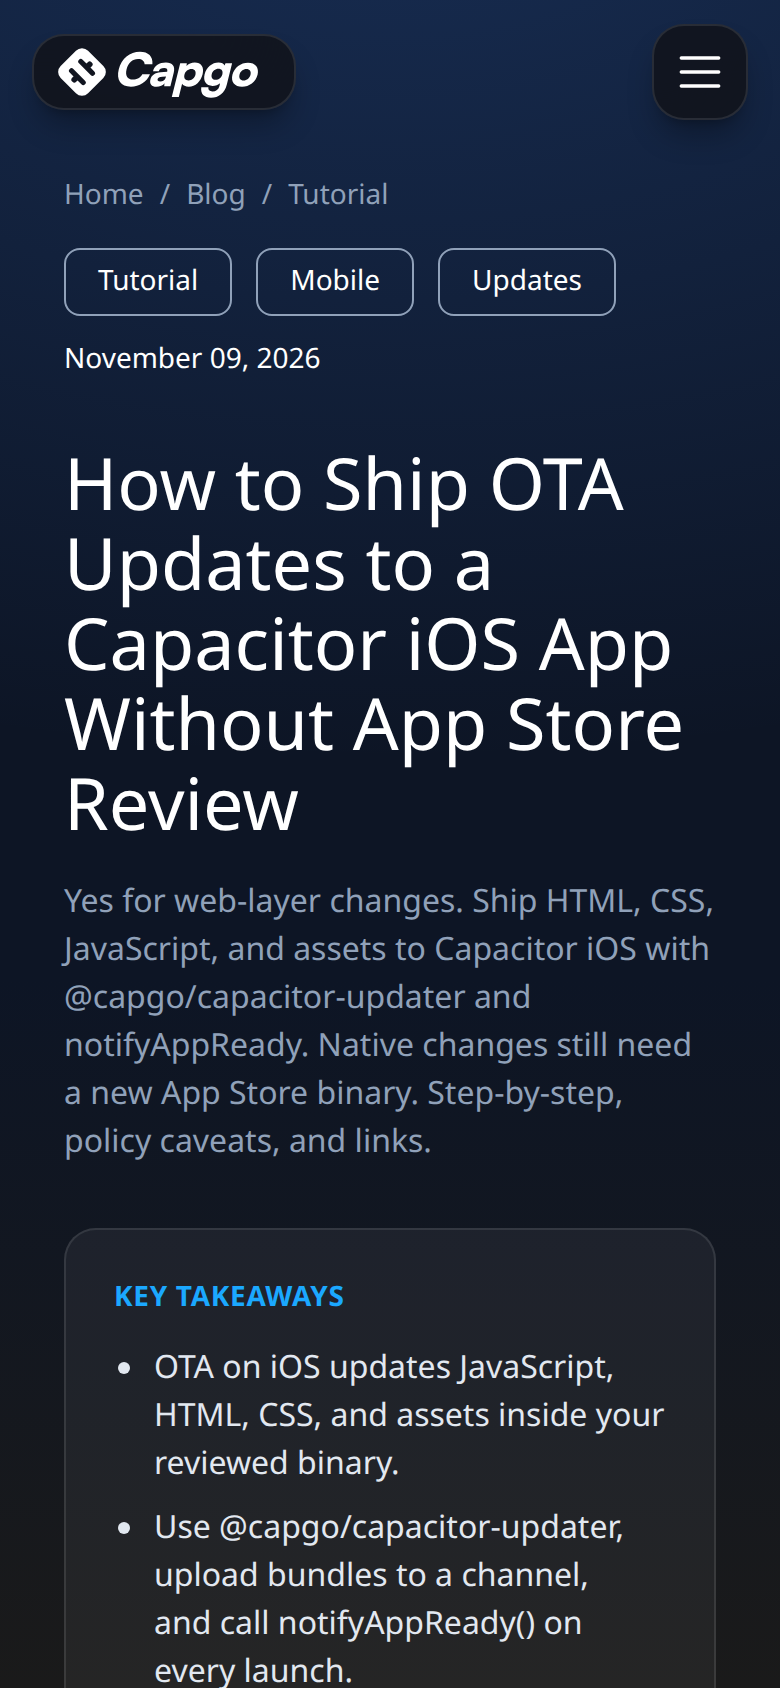 Capgo
Home / Blog / Tutorial
Tutorial Mobile Updates
November 09, 2026
How to Ship OTA
Updates to a
Capacitor iOS App
Without App Store
Review
Yes for web-layer changes. Ship HTML, CSS,
JavaScript, and assets to Capacitor iOS with
@capgo/capacitor-updater and
notifyAppReady. Native changes still need
a new App Store binary. Step-by-step,
policy caveats, and links.
KEY TAKEAWAYS
• OTA on iOS updates JavaScript,
HTML, CSS, and assets inside your
reviewed binary.
• Use @capgo/capacitor-updater,
upload bundles to a channel,
and call notifyAppReady() on
every launch.